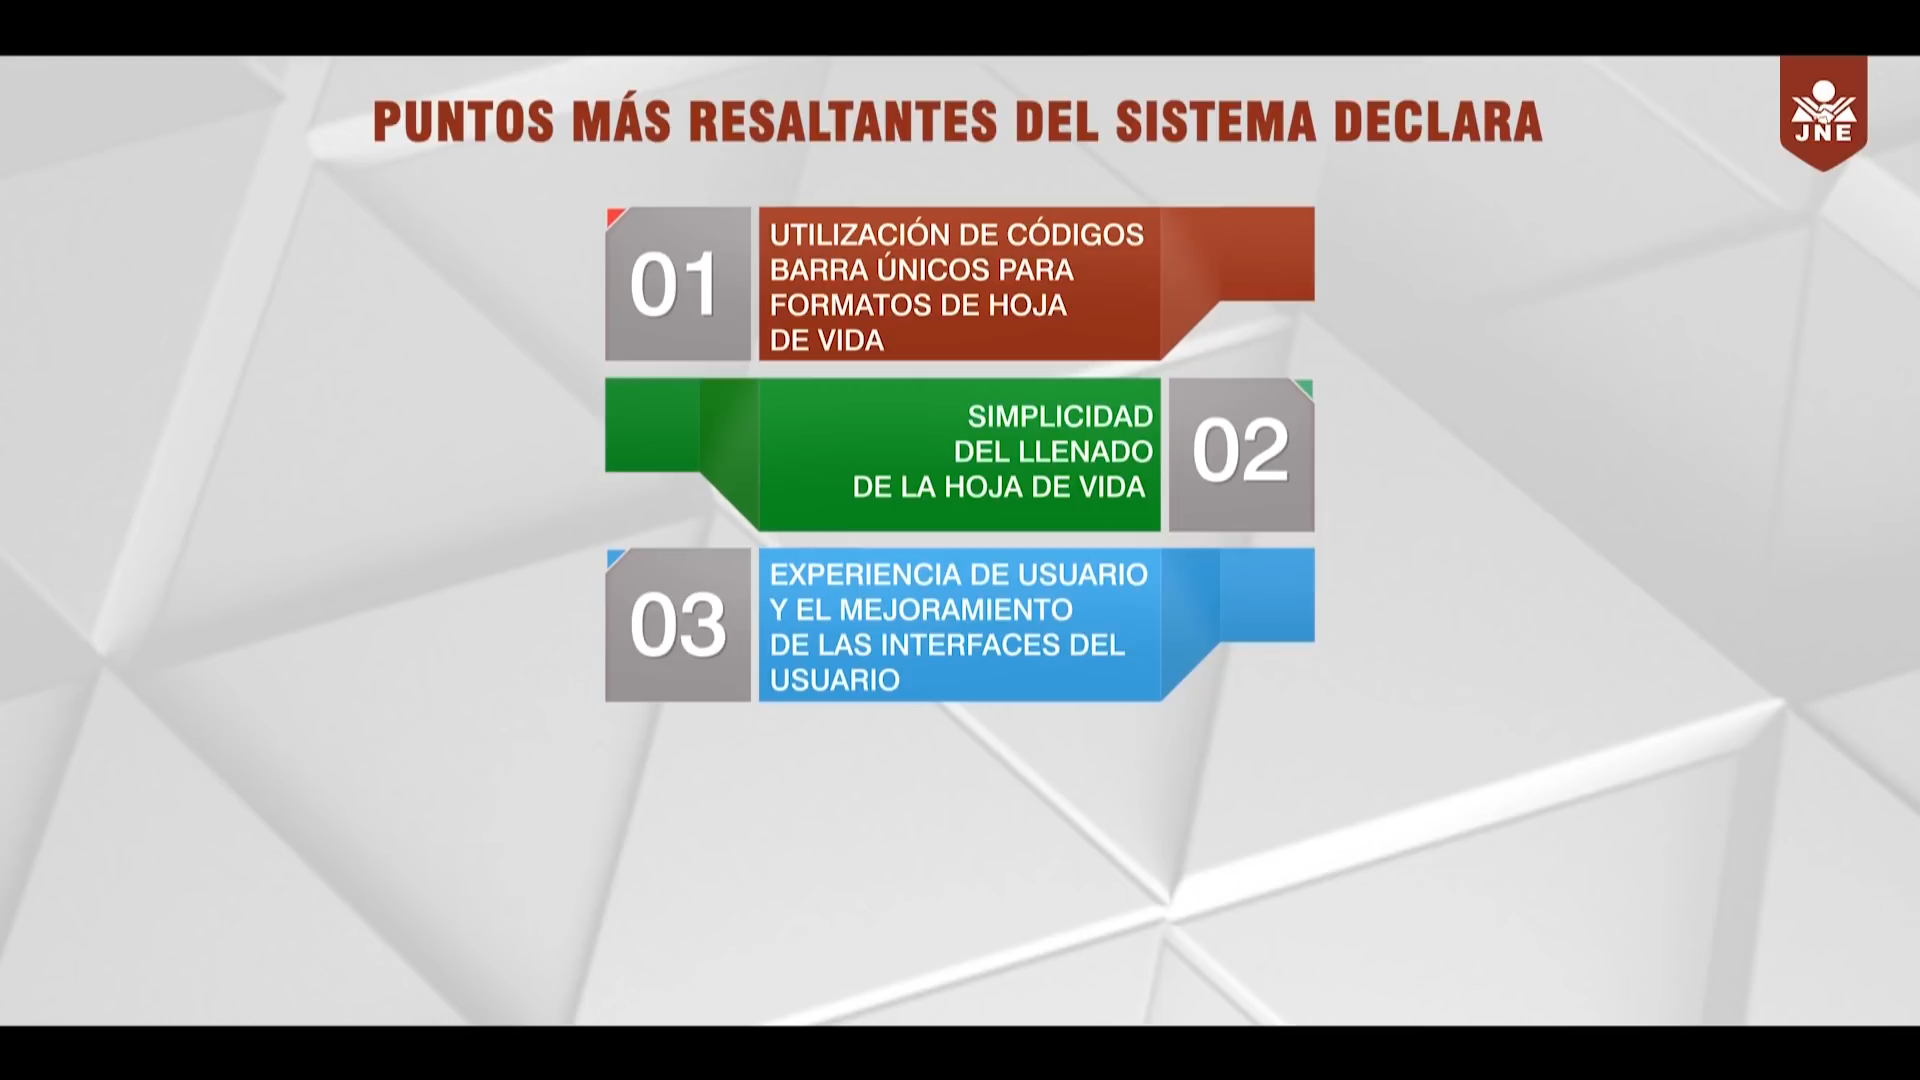 PUNTOS MÁS RESALTANTES DEL SISTEMA DECLARA
JNE
01
UTILIZACIÓN DE CÓDIGOS
BARRA ÚNICOS PARA
FORMATOS DE HOJA
DE VIDA
SIMPLICIDAD
DEL LLENADO
DE LA HOJA DE VIDA
02
03
EXPERIENCIA DE USUARIO
Y EL MEJORAMIENTO
DE LAS INTERFACES DEL
USUARIO